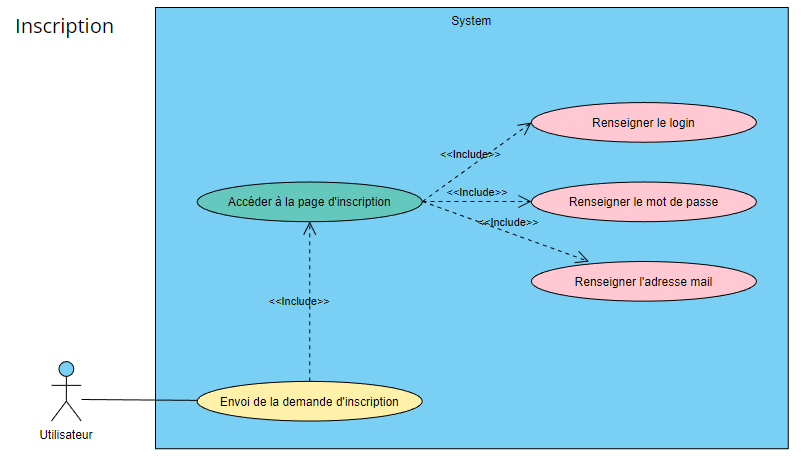 Inscription
System
Renseigner le login
<<Include>>
Accéder à la page d'inscription
<<Include>>
Renseigner le mot de passe
<<Include>>
Renseigner l'adresse mail
<<Include>>
Envoi de la demande d'inscription
Utilisateur